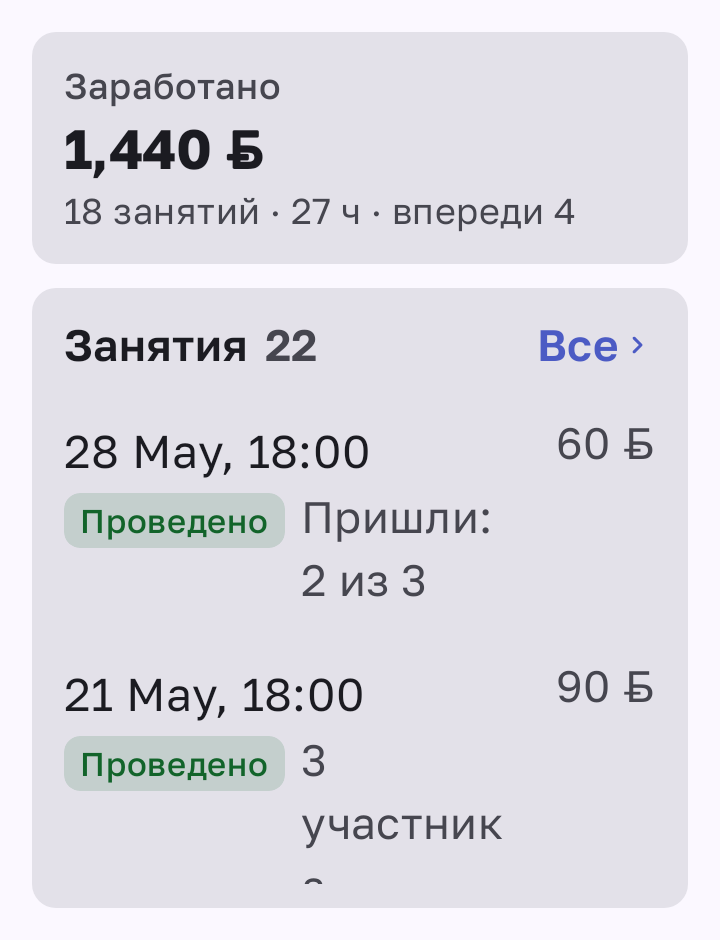 Заработано
1,440 Б
18 занятий · 27 ч · впереди 4
Занятия 22
Все ›
28 May, 18:00
60 Б
Проведено
Пришли:
2 из 3
21 May, 18:00
90 Б
Проведено
3
участник